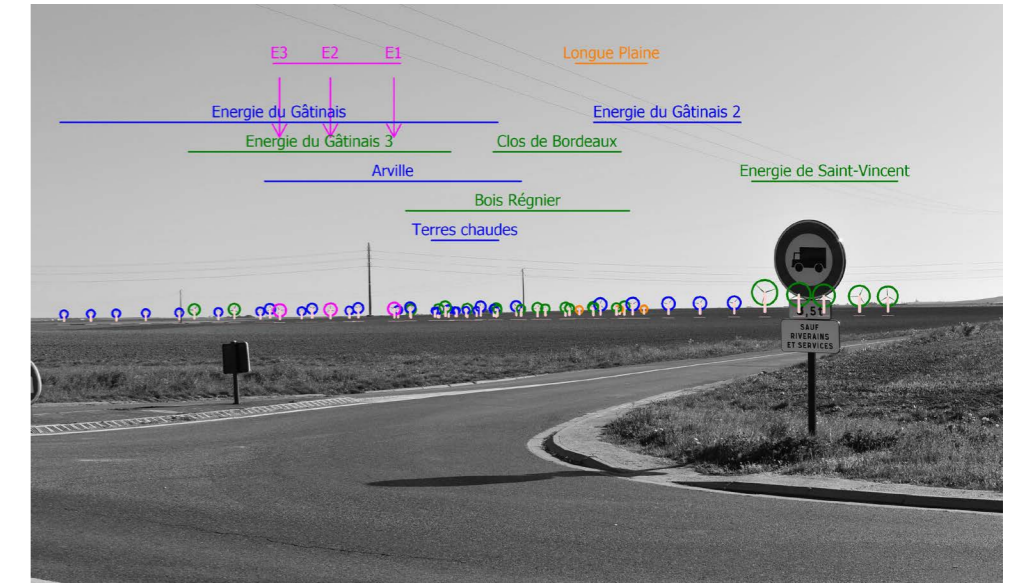 E3 E2 E1
Longue Plaine
Energie du Gâtinais
Energie du Gâtinais 2
Energie du Gâtinais 3
Clos de Bordeaux
Arville
Energie de Saint-Vincent
Bois Régnier
Terres chaudes
,5t
SAUF
RIVERAINS
ET SERVICES